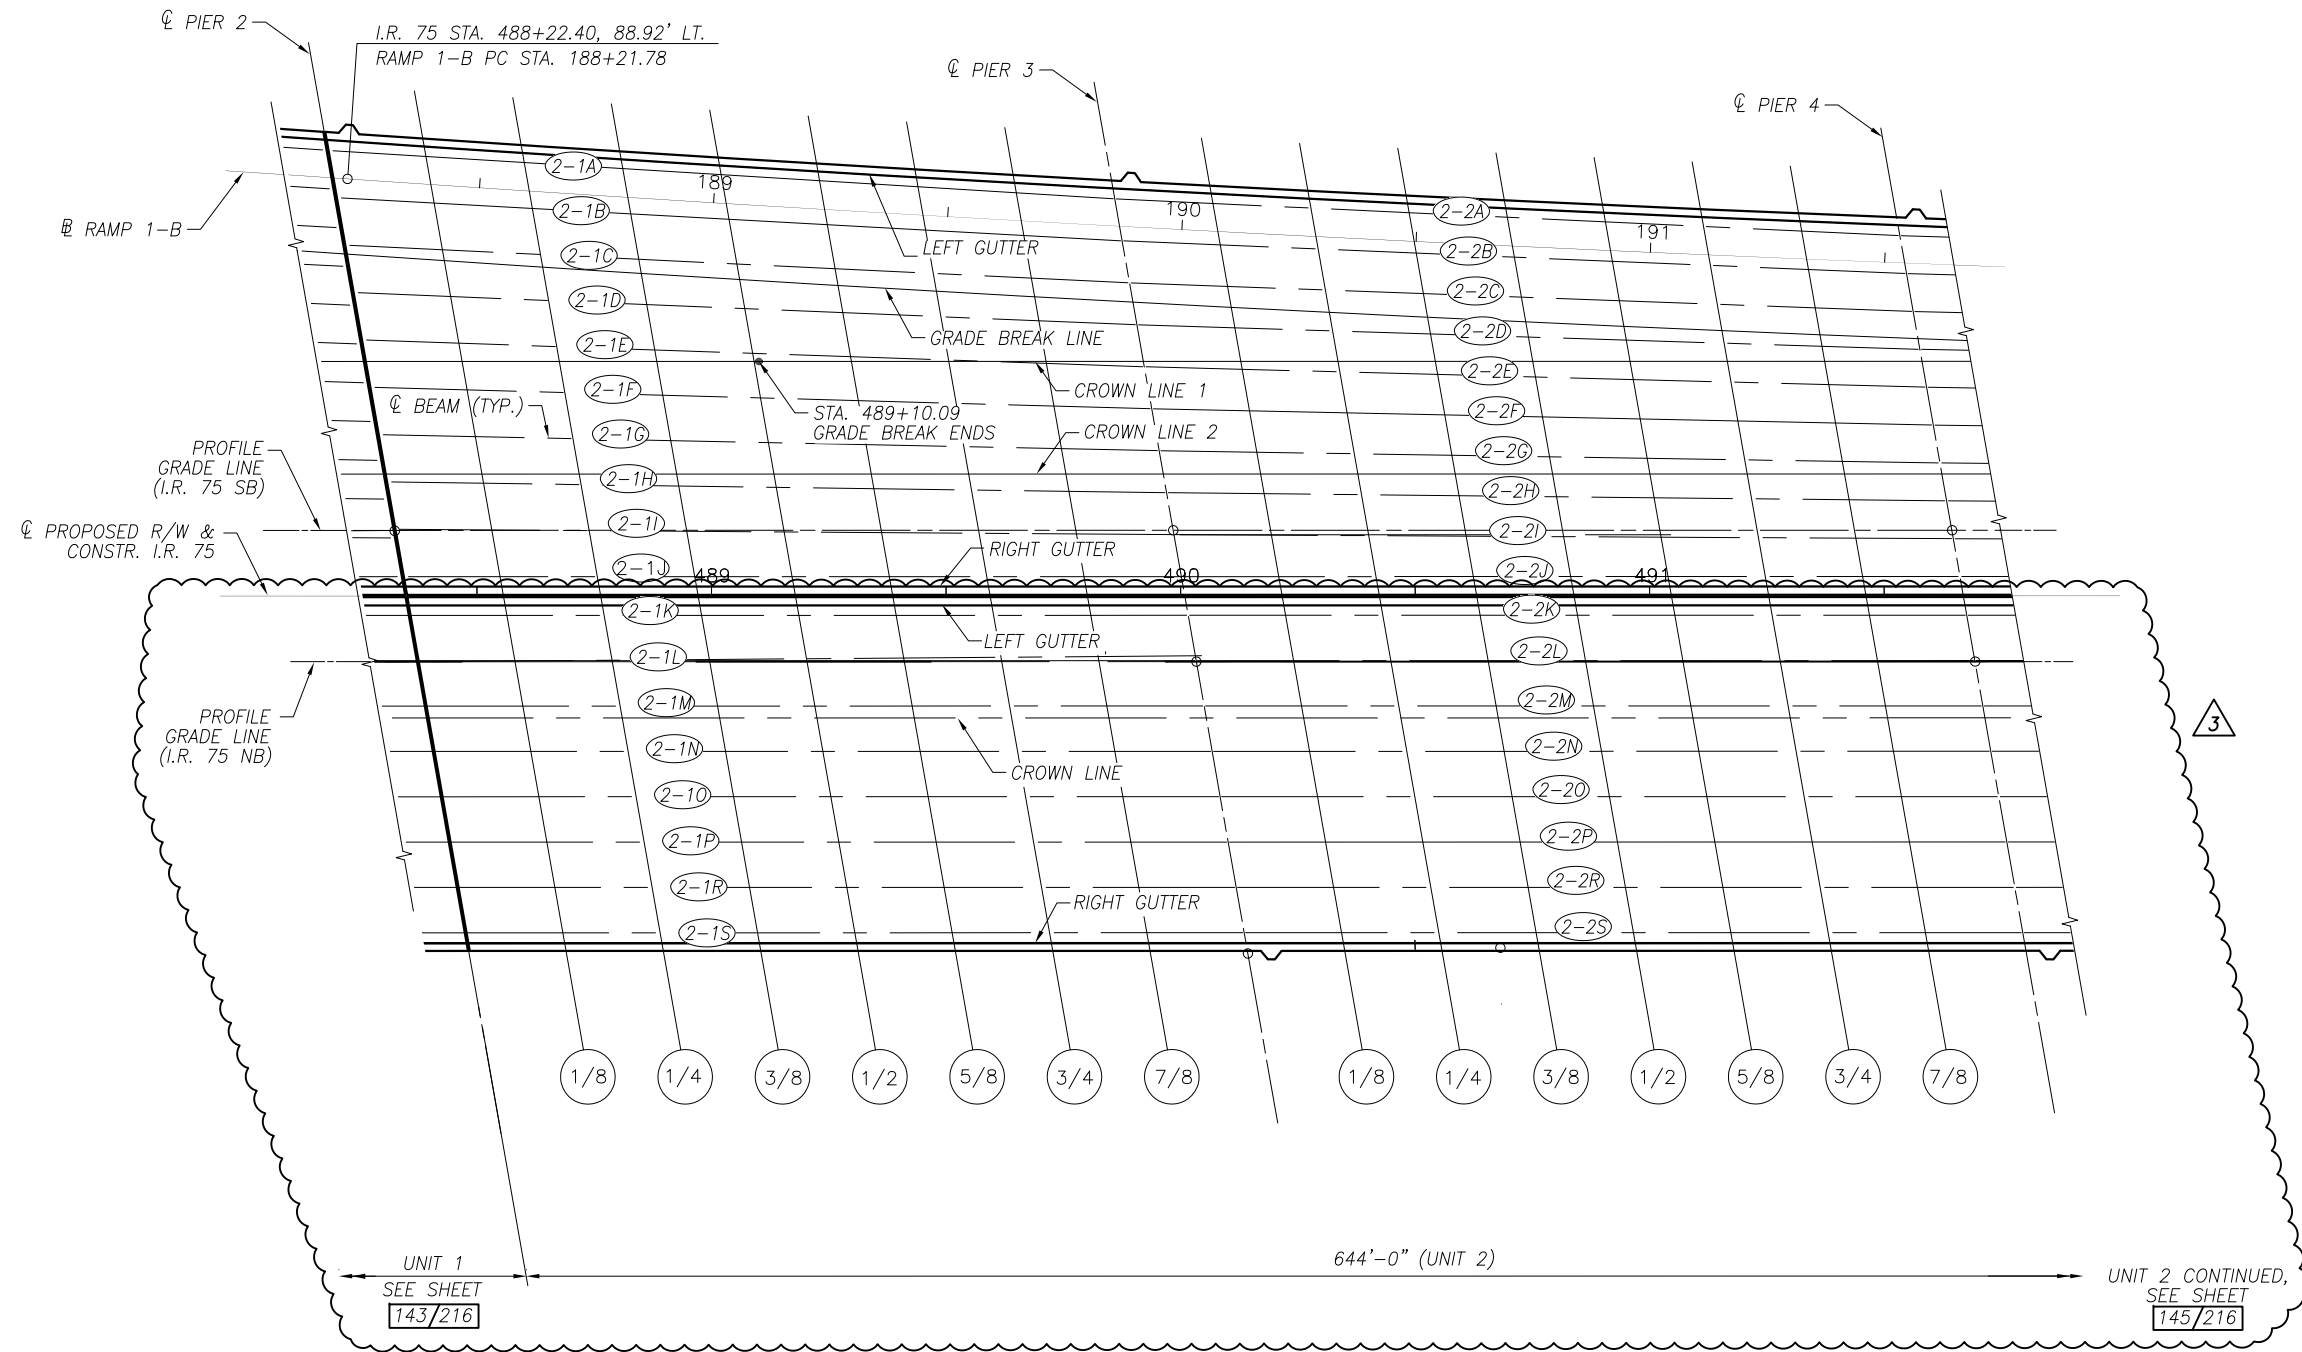 ℄ PIER 2
I.R. 75 STA. 488+22.40, 88.92' LT.
RAMP 1-B PC STA. 188+21.78
℄ PIER 3
℄ PIER 4
2-1A
189
2-1B
190
2-2A
191
B̲ RAMP 1-B
LEFT GUTTER
2-1C
2-2B
2-1D
2-2C
GRADE BREAK LINE
2-2D
2-1E
2-2E
CROWN LINE 1
2-1F
℄ BEAM (TYP.)
STA. 489+10.09
GRADE BREAK ENDS
2-2F
CROWN LINE 2
2-1G
2-2G
PROFILE
GRADE LINE
(I.R. 75 SB)
2-1H
2-2H
℄ PROPOSED R/W &
CONSTR. I.R. 75
2-1I
2-2I
RIGHT GUTTER
2-1J
489
490
2-2J
491
2-1K
2-2K
LEFT GUTTER
2-1L
2-2L
2-1M
2-2M
PROFILE
GRADE LINE
(I.R. 75 NB)
3
2-1N
2-2N
CROWN LINE
2-1O
2-2O
2-1P
2-2P
2-1R
2-2R
RIGHT GUTTER
2-1S
2-2S
1/8
1/4
3/8
1/2
5/8
3/4
7/8
1/8
1/4
3/8
1/2
5/8
3/4
7/8
UNIT 1
SEE SHEET
143/216
644'-0" (UNIT 2)
UNIT 2 CONTINUED,
SEE SHEET
145/216